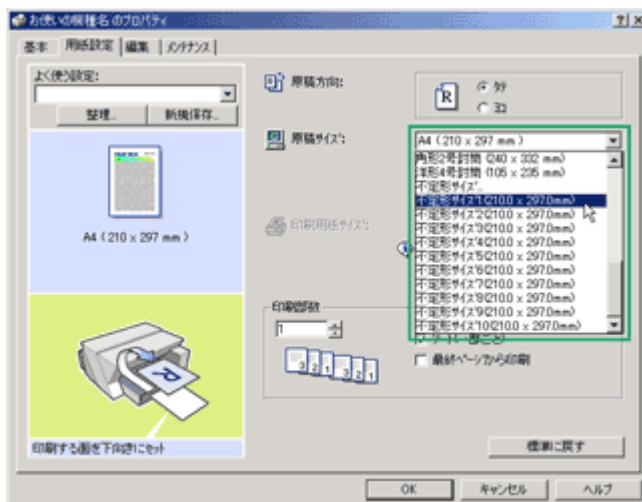 お使いの機種名 のプロパティ
基本 用紙設定 編集 メンテナンス
よく使う設定:
整理... 新規保存...
A4 ( 210 x 297 mm )
印刷する面を下向きにセット
原稿方向:
R
タテ
ヨコ
原稿サイズ:
A4 ( 210 x 297 mm )
角形2号封筒 (240 x 332 mm)
洋形4号封筒 (105 x 235 mm)
不定形サイズ...
不定形サイズ1(210.0 x 297.0mm)
不定形サイズ2(210.0 x 297.0mm)
不定形サイズ3(210.0 x 297.0mm)
不定形サイズ4(210.0 x 297.0mm)
不定形サイズ5(210.0 x 297.0mm)
不定形サイズ6(210.0 x 297.0mm)
不定形サイズ7(210.0 x 297.0mm)
不定形サイズ8(210.0 x 297.0mm)
不定形サイズ9(210.0 x 297.0mm)
不定形サイズ10(210.0 x 297.0mm)
印刷用紙サイズ:
印刷部数
1
3 2 1 3 2 1
最終ページから印刷
標準に戻す
OK キャンセル ヘルプ